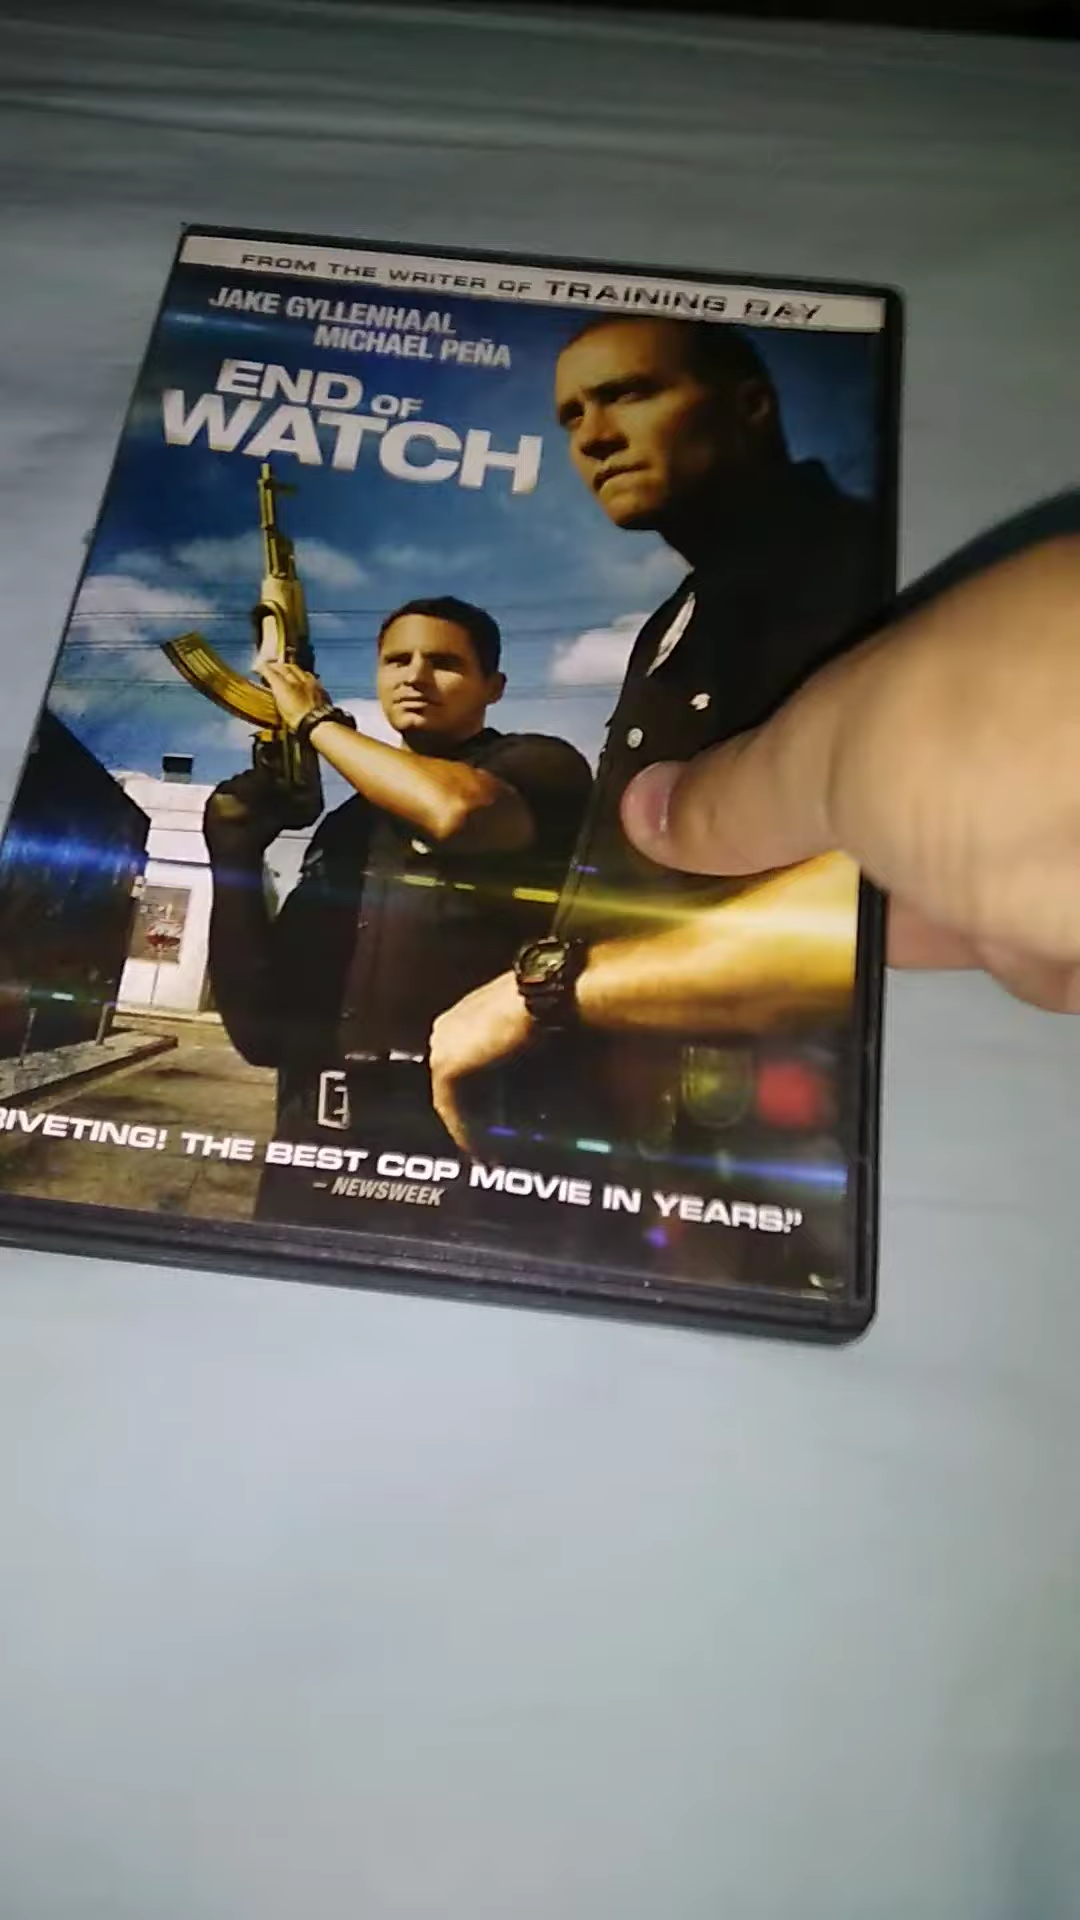 FROM THE WRITER OF TRAINING DAY
JAKE GYLLENHAAL
MICHAEL PEÑA
END OF
WATCH
RIVETING! THE BEST COP MOVIE IN YEARS!"
– NEWSWEEK